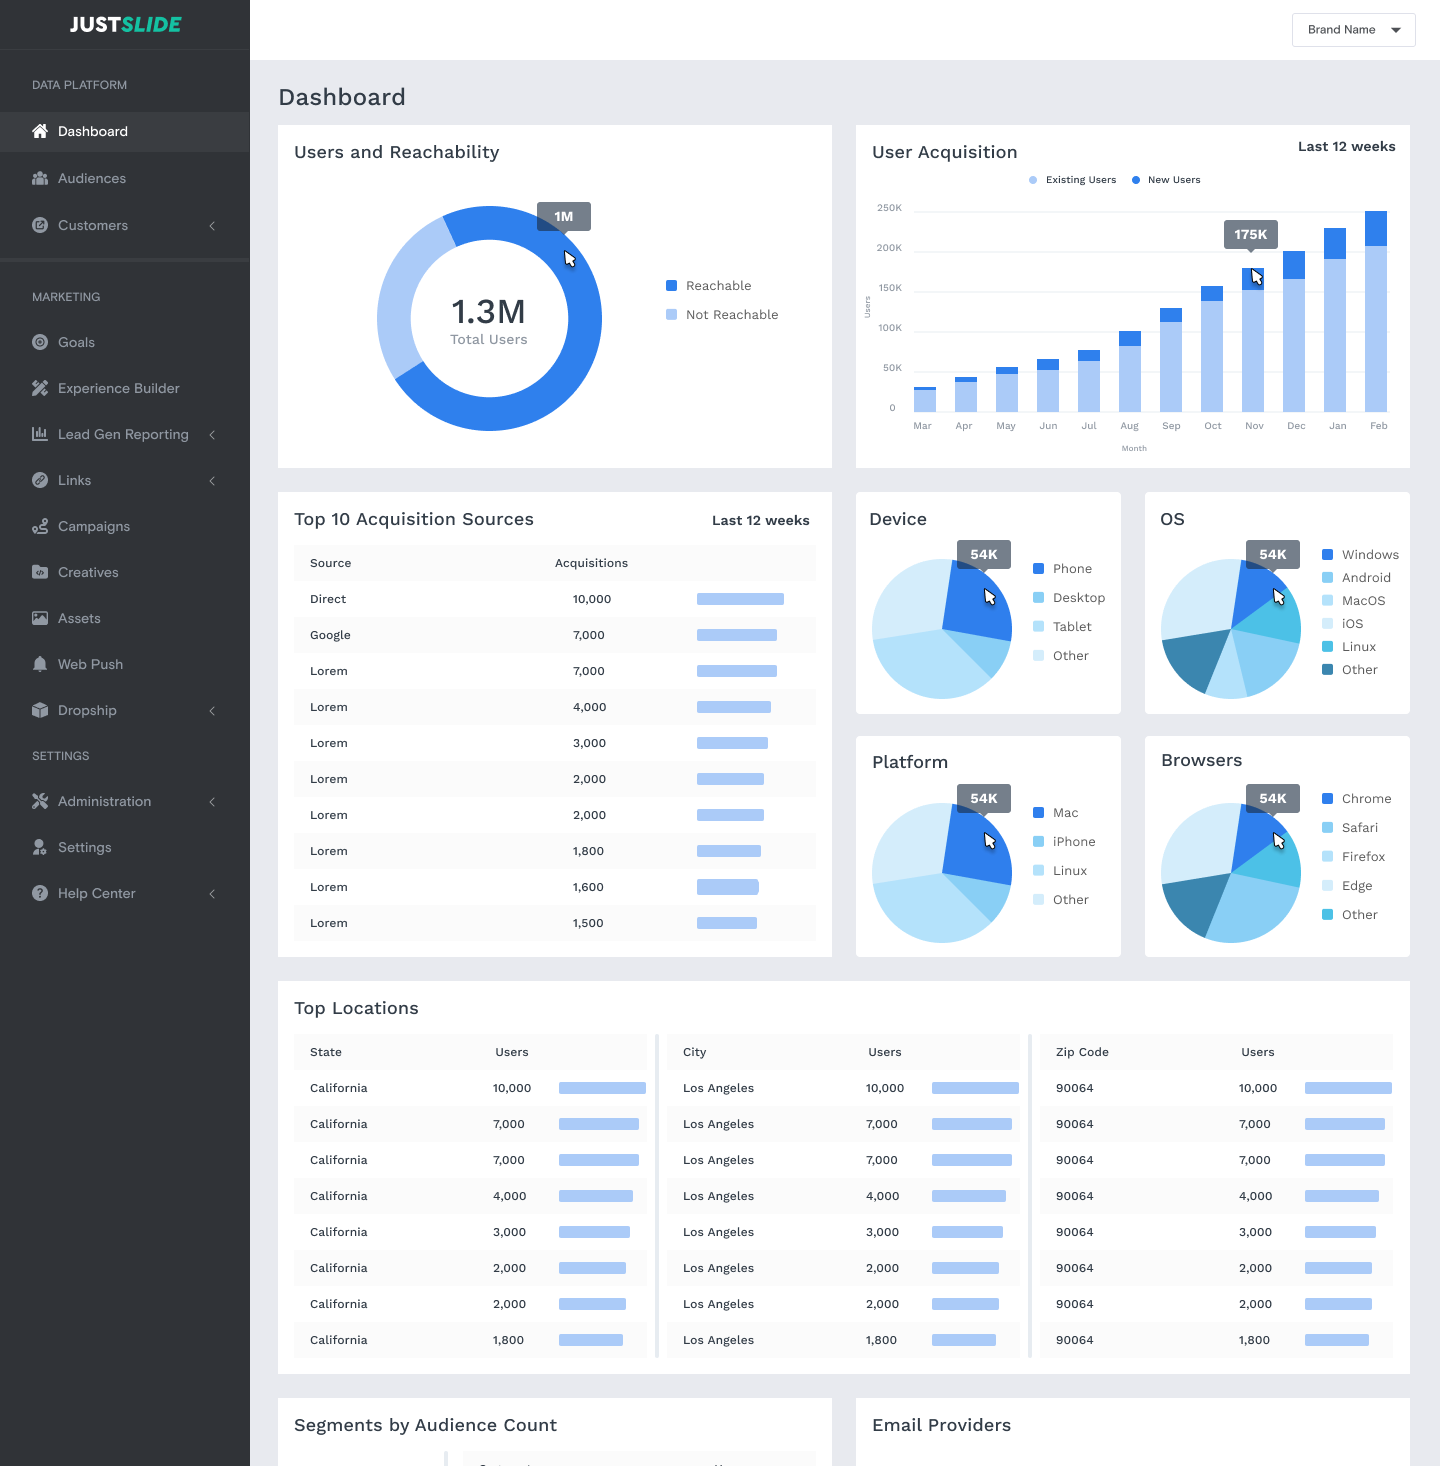 JUSTSLIDE
Brand Name
DATA PLATFORM
Dashboard
Audiences
Customers
MARKETING
Goals
Experience Builder
Lead Gen Reporting
Links
Campaigns
Creatives
Assets
Web Push
Dropship
SETTINGS
Administration
Settings
Help Center
Dashboard
Users and Reachability
1M
1.3M
Total Users
Reachable
Not Reachable
User Acquisition
Last 12 weeks
Existing Users
New Users
250K
200K
150K
100K
50K
0
Users
175K
Mar Apr May Jun Jul Aug Sep Oct Nov Dec Jan Feb
Month
Top 10 Acquisition Sources
Last 12 weeks
Source Acquisitions
Direct 10,000
Google 7,000
Lorem 7,000
Lorem 4,000
Lorem 3,000
Lorem 2,000
Lorem 2,000
Lorem 1,800
Lorem 1,600
Lorem 1,500
Device
54K
Phone
Desktop
Tablet
Other
OS
54K
Windows
Android
MacOS
iOS
Linux
Other
Platform
54K
Mac
iPhone
Linux
Other
Browsers
54K
Chrome
Safari
Firefox
Edge
Other
Top Locations
State Users City Users Zip Code Users
California 10,000 Los Angeles 10,000 90064 10,000
California 7,000 Los Angeles 7,000 90064 7,000
California 7,000 Los Angeles 7,000 90064 7,000
California 4,000 Los Angeles 4,000 90064 4,000
California 3,000 Los Angeles 3,000 90064 3,000
California 2,000 Los Angeles 2,000 90064 2,000
California 2,000 Los Angeles 2,000 90064 2,000
California 1,800 Los Angeles 1,800 90064 1,800
Segments by Audience Count
Email Providers